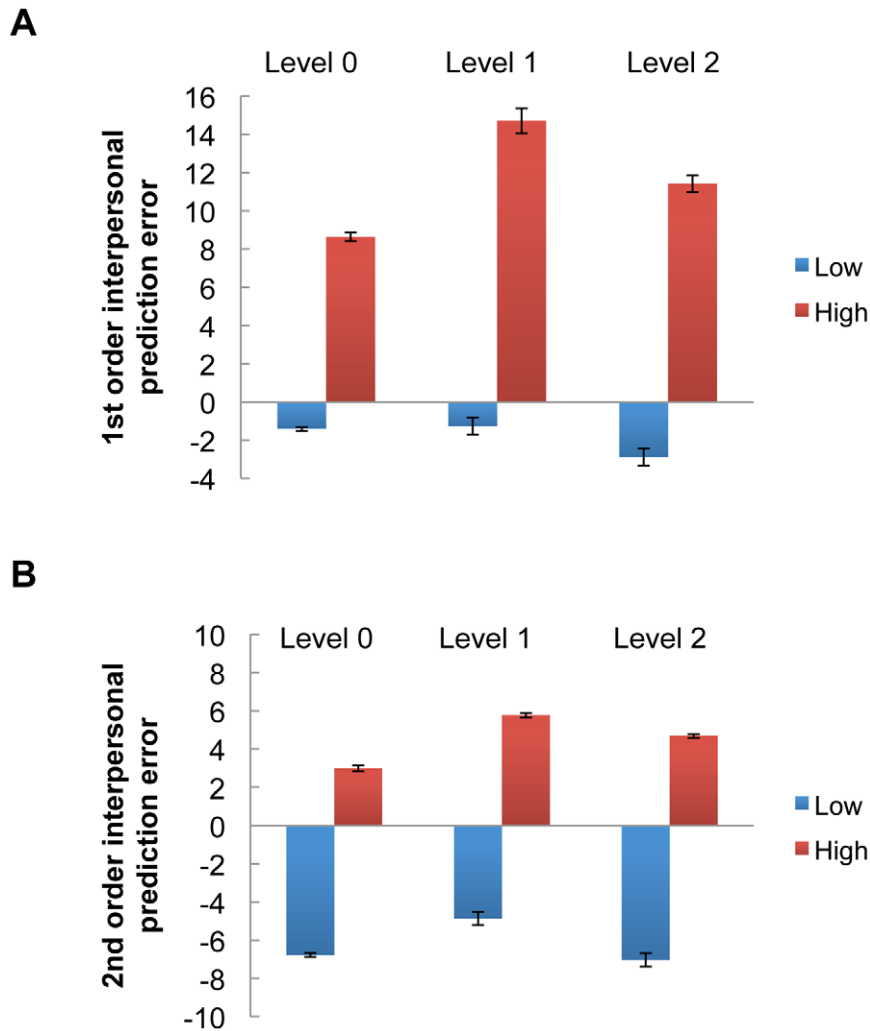 A
Level 0 Level 1 Level 2
1st order interpersonal
prediction error
16
14
12
10
8
6
4
2
0
-2
-4
Low
High
B
Level 0 Level 1 Level 2
2nd order interpersonal
prediction error
10
8
6
4
2
0
-2
-4
-6
-8
-10
Low
High